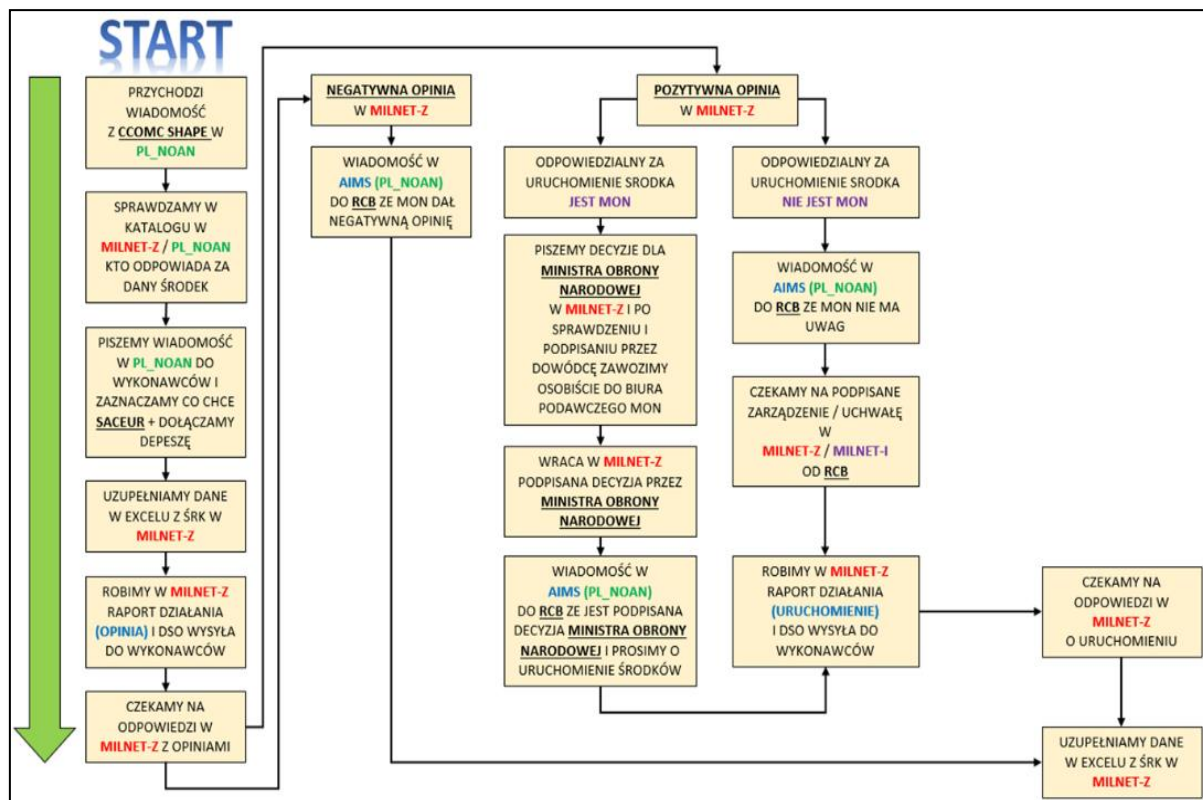 START
PRZYCHODZI
WIADOMOŚĆ
Z CCOMC SHAPE W
PL_NOAN
SPRAWDZAMY W
KATALOGU W
MILNET-Z / PL_NOAN
KTO ODPOWIADA ZA
DANY ŚRODEK
PISZEMY WIADOMOŚĆ
W PL_NOAN DO
WYKONAWCÓW I
ZAZNACZAMY CO CHCE
SACEUR + DOŁĄCZAMY
DEPESZĘ
UZUPEŁNIAMY DANE
W EXCELU Z ŚRK W
MILNET-Z
ROBIMY W MILNET-Z
RAPORT DZIAŁANIA
(OPINIA) I DSO WYSYŁA
DO WYKONAWCÓW
CZEKAMY NA
ODPOWIEDZI W
MILNET-Z Z OPINIAMI
NEGATYWNA OPINIA
W MILNET-Z
WIADOMOŚĆ W
AIMS (PL_NOAN)
DO RCB ZE MON DAŁ
NEGATYWNĄ OPINIĘ
POZYTYWNA OPINIA
W MILNET-Z
ODPOWIEDZIALNY ZA
URUCHOMIENIE SRODKA
JEST MON
PISZEMY DECYZJE DLA
MINISTRA OBRONY
NARODOWEJ
W MILNET-Z I PO
SPRAWDZENIU I
PODPISANIU PRZEZ
DOWÓDCĘ ZAWOZIMY
OSOBIŚCIE DO BIURA
PODAWCZEGO MON
WRACA W MILNET-Z
PODPISANA DECYZJA PRZEZ
MINISTRA OBRONY
NARODOWEJ
WIADOMOŚĆ W
AIMS (PL_NOAN)
DO RCB ZE JEST PODPISANA
DECYZJA MINISTRA OBRONY
NARODOWEJ I PROSIMY O
URUCHOMIENIE ŚRODKÓW
ODPOWIEDZIALNY ZA
URUCHOMIENIE SRODKA
NIE JEST MON
WIADOMOŚĆ W
AIMS (PL_NOAN)
DO RCB ZE MON NIE MA
UWAG
CZEKAMY NA PODPISANE
ZARZĄDZENIE / UCHWAŁĘ
W
MILNET-Z / MILNET-I
OD RCB
ROBIMY W MILNET-Z
RAPORT DZIAŁANIA
(URUCHOMIENIE)
I DSO WYSYŁA DO
WYKONAWCÓW
CZEKAMY NA
ODPOWIEDZI W
MILNET-Z
O URUCHOMIENIU
UZUPEŁNIAMY DANE
W EXCELU Z ŚRK W
MILNET-Z